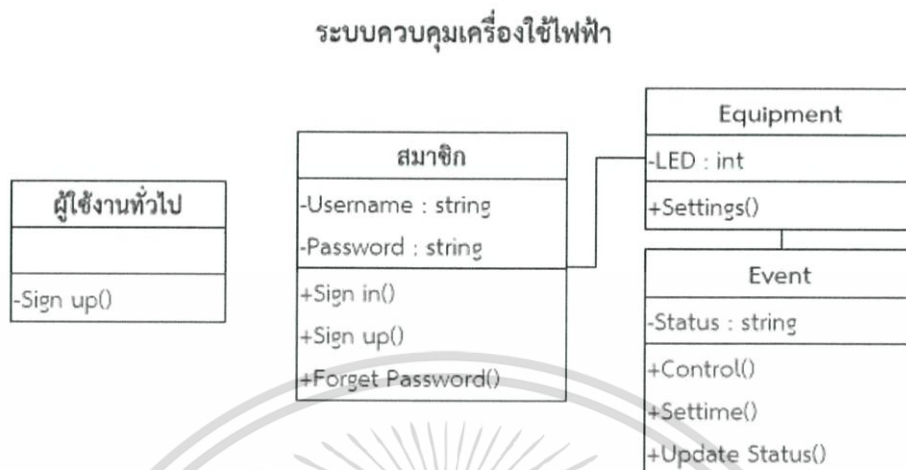 ระบบควบคุมเครื่องใช้ไฟฟ้า
ผู้ใช้งานทั่วไป
-Sign up()
สมาชิก
-Username : string
-Password : string
+Sign in()
+Sign up()
+Forget Password()
Equipment
-LED : int
+Settings()
Event
-Status : string
+Control()
+Settime()
+Update Status()